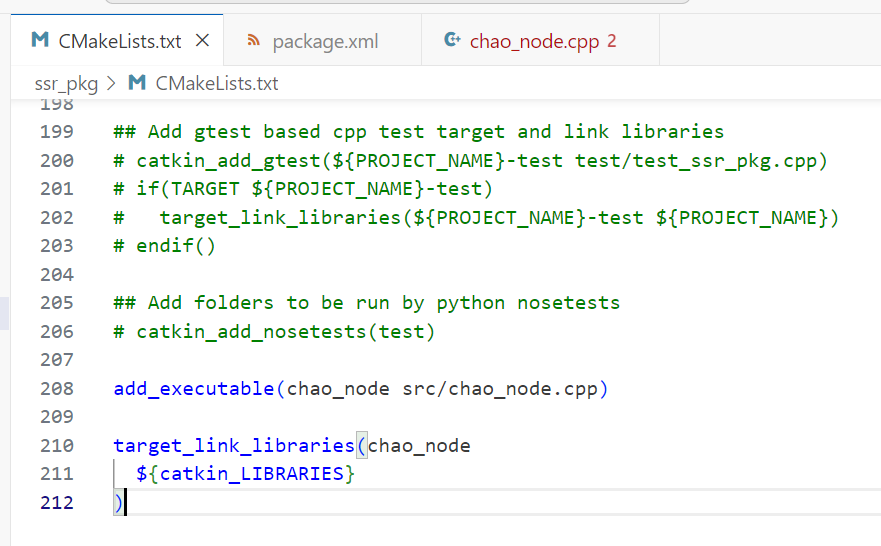 CMakeLists.txt
package.xml
chao_node.cpp 2
ssr_pkg > CMakeLists.txt
198
199 ## Add gtest based cpp test target and link libraries
200 # catkin_add_gtest(${PROJECT_NAME}-test test/test_ssr_pkg.cpp)
201 # if(TARGET ${PROJECT_NAME}-test)
202 #   target_link_libraries(${PROJECT_NAME}-test ${PROJECT_NAME})
203 # endif()
204
205 ## Add folders to be run by python nosetests
206 # catkin_add_nosetests(test)
207
208 add_executable(chao_node src/chao_node.cpp)
209
210 target_link_libraries(chao_node
211   ${catkin_LIBRARIES}
212 )